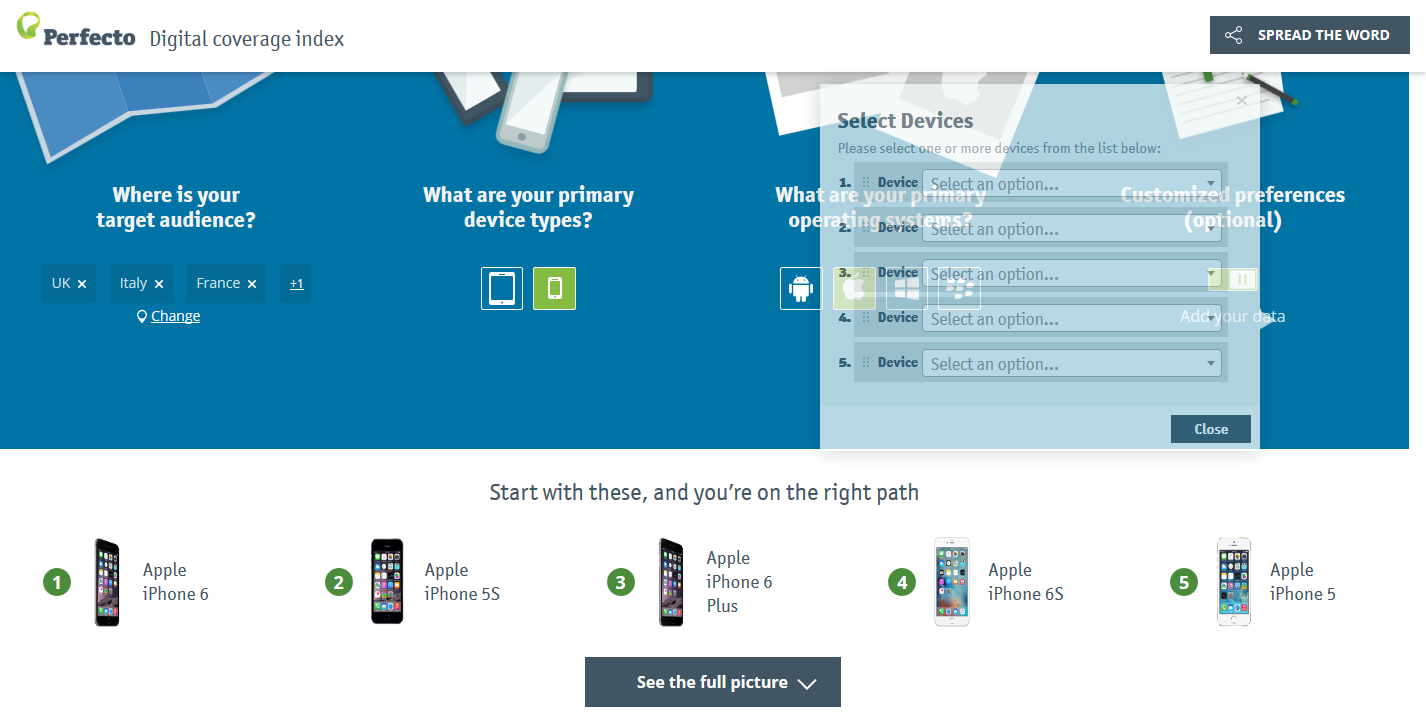 Perfecto Digital coverage index
SPREAD THE WORD
Where is your
target audience?
UK × Italy × France × +1
Change
What are your primary
device types?
What are your primary
operating systems?
Customized preferences
(optional)
Add your data
×
Select Devices
Please select one or more devices from the list below:
1. Device Select an option...
2. Device Select an option...
3. Device Select an option...
4. Device Select an option...
5. Device Select an option...
Close
Start with these, and you’re on the right path
1
Apple
iPhone 6
2
Apple
iPhone 5S
3
Apple
iPhone 6
Plus
4
Apple
iPhone 6S
5
Apple
iPhone 5
See the full picture